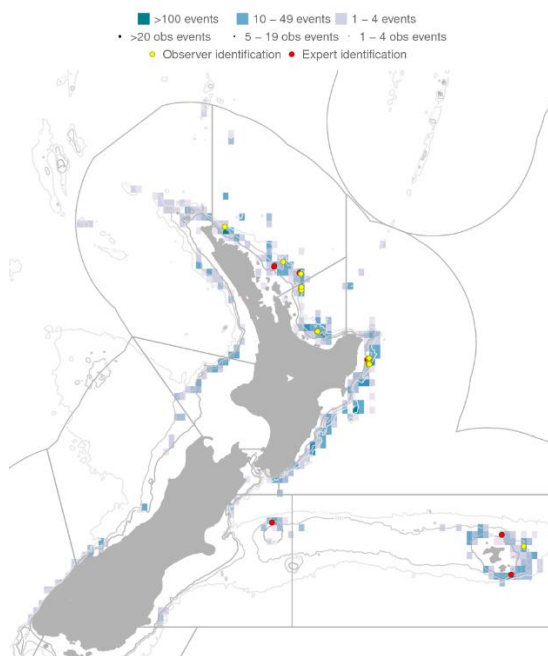 >100 events 10 – 49 events 1 – 4 events
>20 obs events 5 – 19 obs events 1 – 4 obs events
Observer identification Expert identification